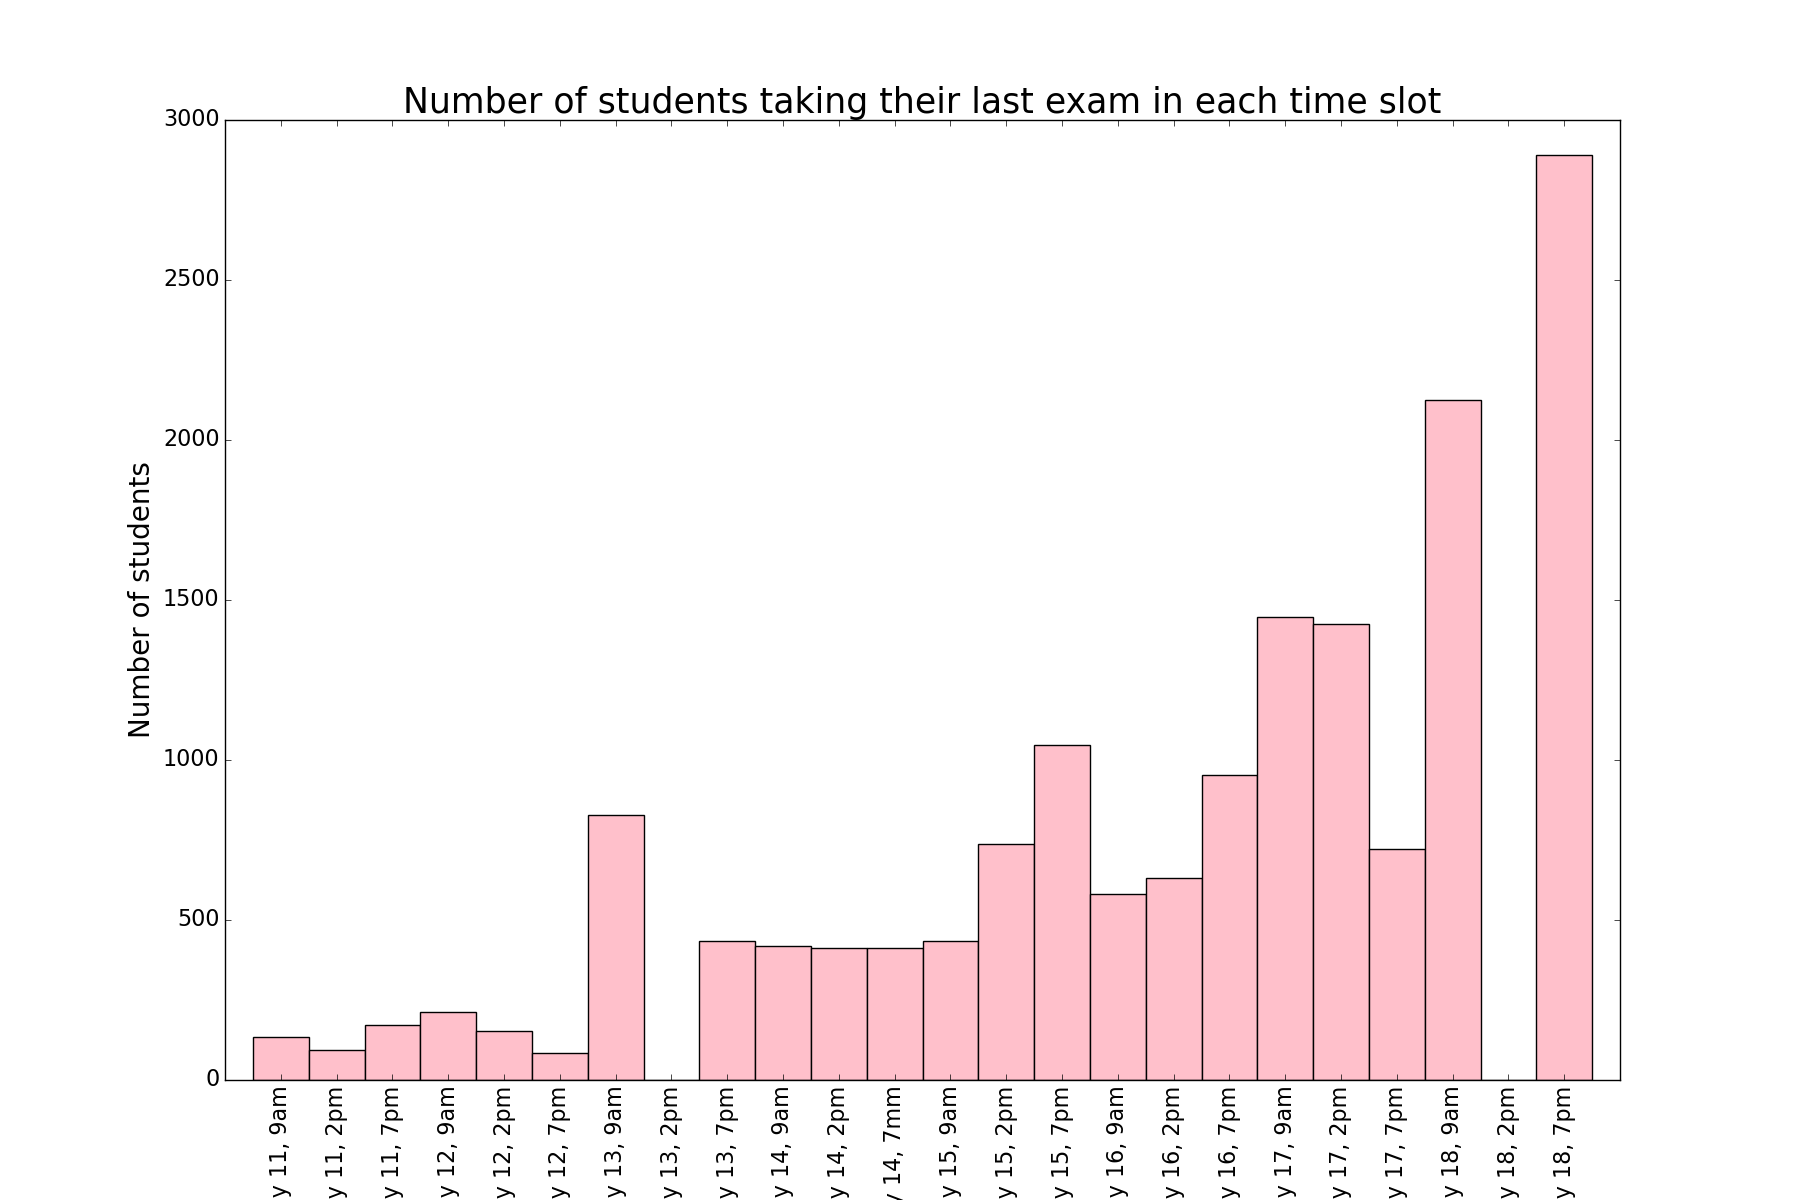 Number of students taking their last exam in each time slot
Number of students
3000
2500
2000
1500
1000
500
0
y 11, 9am
y 11, 2pm
y 11, 7pm
y 12, 9am
y 12, 2pm
y 12, 7pm
y 13, 9am
y 13, 2pm
y 13, 7pm
y 14, 9am
y 14, 2pm
y 14, 7mm
y 15, 9am
y 15, 2pm
y 15, 7pm
y 16, 9am
y 16, 2pm
y 16, 7pm
y 17, 9am
y 17, 2pm
y 17, 7pm
y 18, 9am
y 18, 2pm
y 18, 7pm